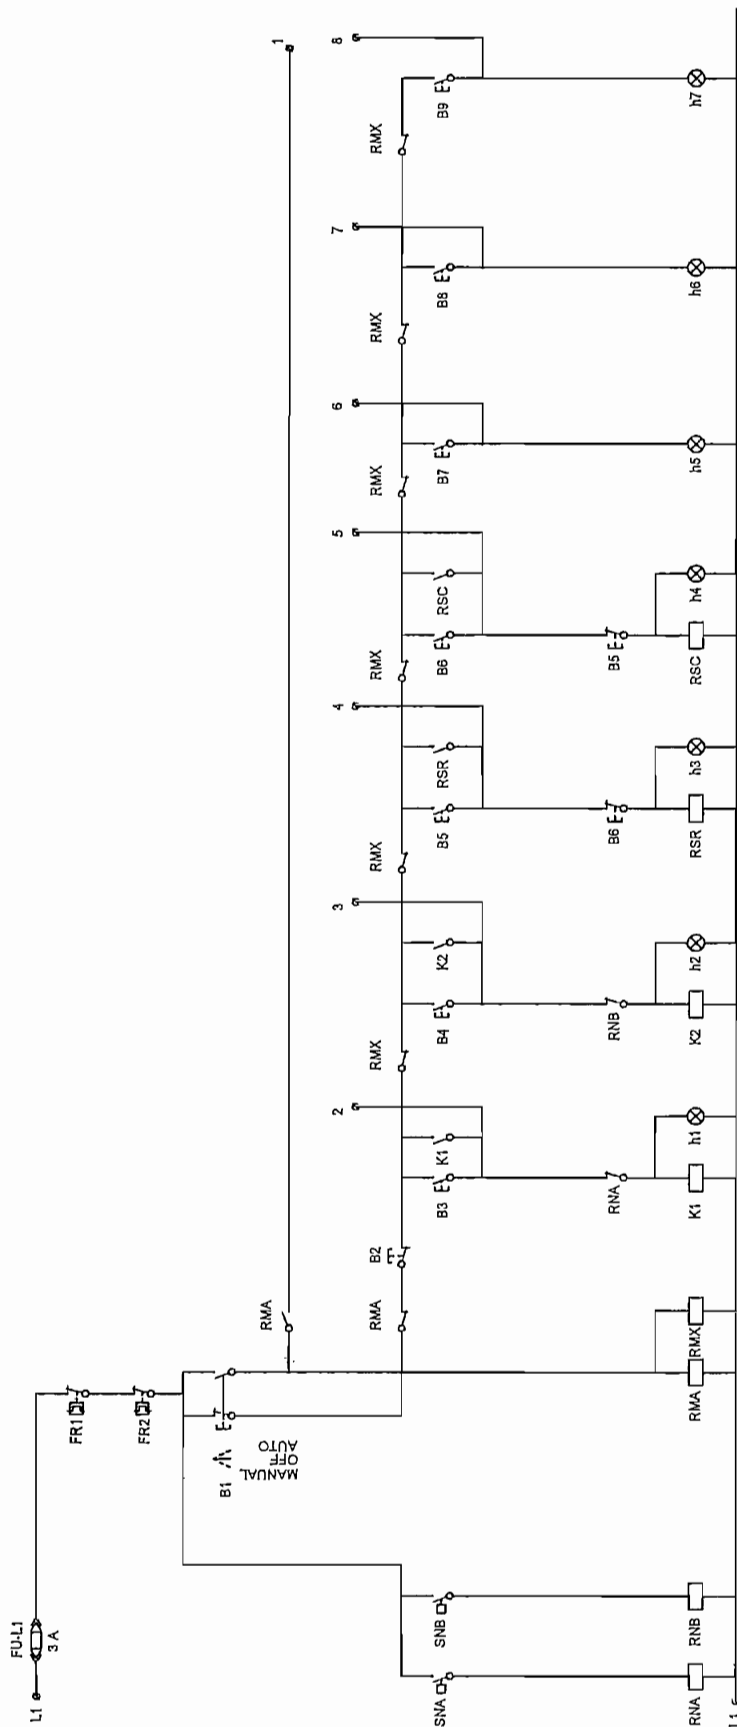 FU-L1
L1
3 A
FR1
FR2
B1
MANUAL
OFF
AUTO
RMA
1
2
3
4
5
6
7
8
RMA
B2
RMX
RMX
RMX
RMX
RMX
RMX
SNA
SNB
B3
K1
B4
K2
B5
RSR
B6
RSC
B7
B8
B9
RNA
RNB
B6
B5
RNA
RNB
RMA
RMX
K1
h1
K2
h2
RSR
h3
RSC
h4
h5
h6
h7
L1